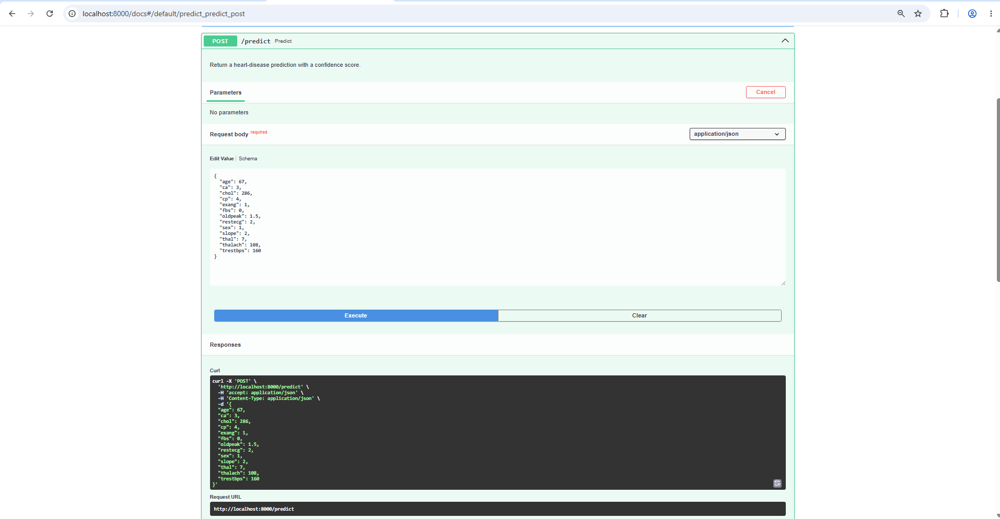 localhost:8000/docs#/default/predict_predict_post
POST /predict Predict
Return a heart-disease prediction with a confidence score.
Parameters
Cancel
No parameters
Request body required
application/json
Edit Value | Schema
{
  "age": 67,
  "ca": 3,
  "chol": 286,
  "cp": 4,
  "exang": 1,
  "fbs": 0,
  "oldpeak": 1.5,
  "restecg": 2,
  "sex": 1,
  "slope": 2,
  "thal": 7,
  "thalach": 108,
  "trestbps": 160
}
Execute
Clear
Responses
Curl
curl -X 'POST' \
  'http://localhost:8000/predict' \
  -H 'accept: application/json' \
  -H 'Content-Type: application/json' \
  -d '{
  "age": 67,
  "ca": 3,
  "chol": 286,
  "cp": 4,
  "exang": 1,
  "fbs": 0,
  "oldpeak": 1.5,
  "restecg": 2,
  "sex": 1,
  "slope": 2,
  "thal": 7,
  "thalach": 108,
  "trestbps": 160
}'
Request URL
http://localhost:8000/predict